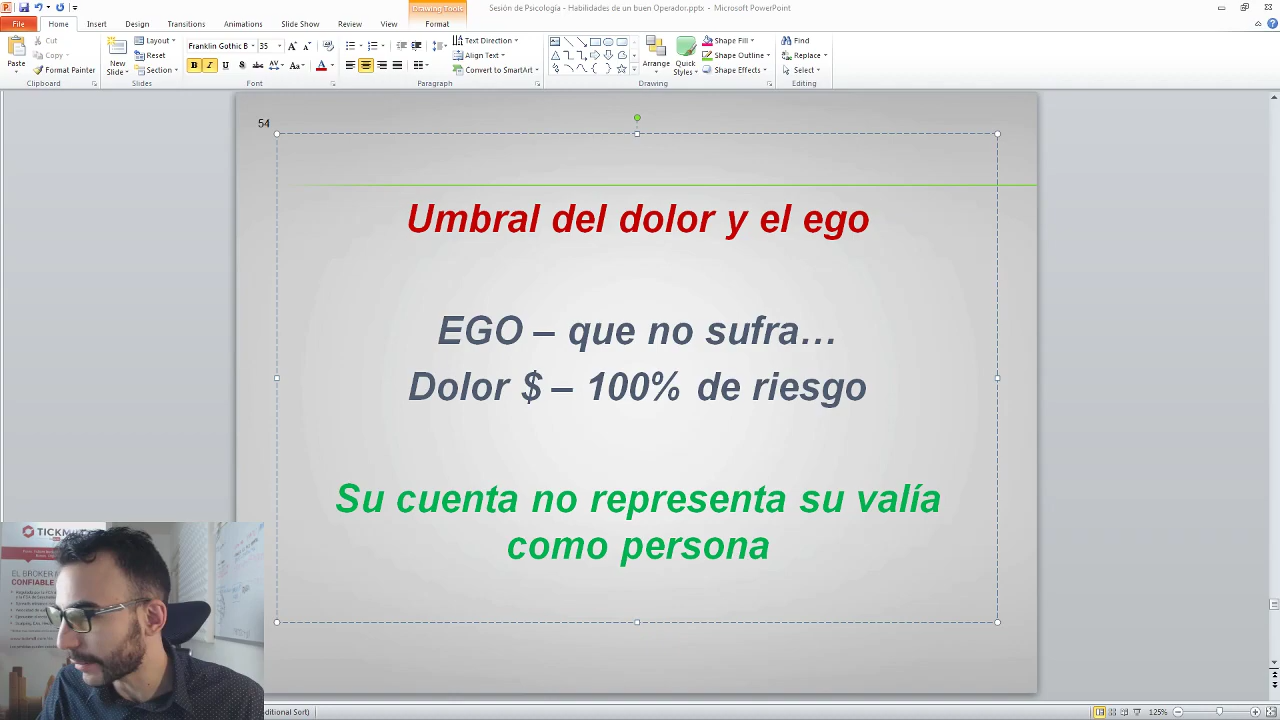 Drawing Tools
Sesión de Psicología - Habilidades de un buen Operador.pptx - Microsoft PowerPoint
File Home Insert Design Transitions Animations Slide Show Review View Format
Paste
Cut
Copy
Format Painter
Clipboard
New Slide
Layout
Reset
Section
Slides
Franklin Gothic B 35
Font
Paragraph
Text Direction
Align Text
Convert to SmartArt
Arrange
Quick Styles
Shape Fill
Shape Outline
Shape Effects
Drawing
Find
Replace
Select
Editing
54
Umbral del dolor y el ego
EGO – que no sufra…
Dolor $ – 100% de riesgo
Su cuenta no representa su valía
como persona
TICKM
EL BROKER
CONFIABLE
125%